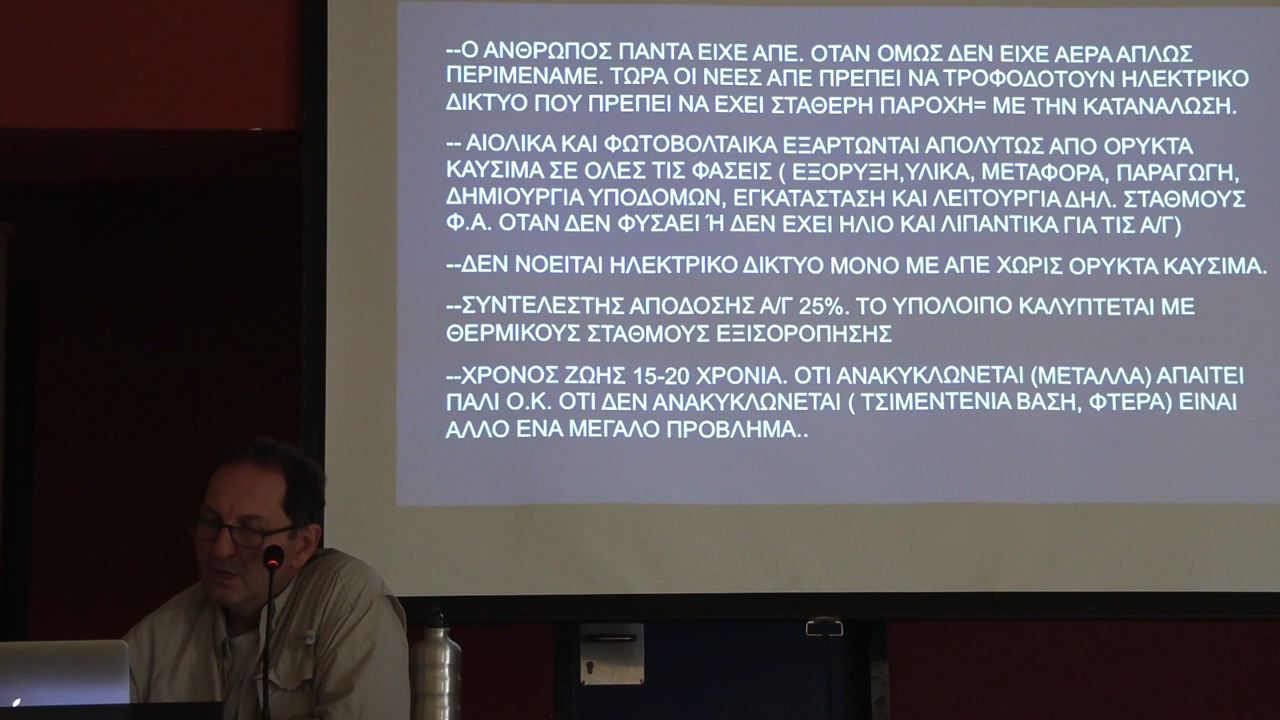 --Ο ΑΝΘΡΩΠΟΣ ΠΑΝΤΑ ΕΙΧΕ ΑΠΕ. ΟΤΑΝ ΟΜΩΣ ΔΕΝ ΕΙΧΕ ΑΕΡΑ ΑΠΛΩΣ
ΠΕΡΙΜΕΝΑΜΕ. ΤΩΡΑ ΟΙ ΝΕΕΣ ΑΠΕ ΠΡΕΠΕΙ ΝΑ ΤΡΟΦΟΔΟΤΟΥΝ ΗΛΕΚΤΡΙΚΟ
ΔΙΚΤΥΟ ΠΟΥ ΠΡΕΠΕΙ ΝΑ ΕΧΕΙ ΣΤΑΘΕΡΗ ΠΑΡΟΧΗ= ΜΕ ΤΗΝ ΚΑΤΑΝΑΛΩΣΗ.
-- ΑΙΟΛΙΚΑ ΚΑΙ ΦΩΤΟΒΟΛΤΑΙΚΑ ΕΞΑΡΤΩΝΤΑΙ ΑΠΟΛΥΤΩΣ ΑΠΟ ΟΡΥΚΤΑ
ΚΑΥΣΙΜΑ ΣΕ ΟΛΕΣ ΤΙΣ ΦΑΣΕΙΣ ( ΕΞΟΡΥΞΗ,ΥΛΙΚΑ, ΜΕΤΑΦΟΡΑ, ΠΑΡΑΓΩΓΗ,
ΔΗΜΙΟΥΡΓΙΑ ΥΠΟΔΟΜΩΝ, ΕΓΚΑΤΑΣΤΑΣΗ ΚΑΙ ΛΕΙΤΟΥΡΓΙΑ ΔΗΛ. ΣΤΑΘΜΟΥΣ
Φ.Α. ΟΤΑΝ ΔΕΝ ΦΥΣΑΕΙ Ή ΔΕΝ ΕΧΕΙ ΗΛΙΟ ΚΑΙ ΛΙΠΑΝΤΙΚΑ ΓΙΑ ΤΙΣ Α/Γ)
--ΔΕΝ ΝΟΕΙΤΑΙ ΗΛΕΚΤΡΙΚΟ ΔΙΚΤΥΟ ΜΟΝΟ ΜΕ ΑΠΕ ΧΩΡΙΣ ΟΡΥΚΤΑ ΚΑΥΣΙΜΑ.
--ΣΥΝΤΕΛΕΣΤΗΣ ΑΠΟΔΟΣΗΣ Α/Γ 25%. ΤΟ ΥΠΟΛΟΙΠΟ ΚΑΛΥΠΤΕΤΑΙ ΜΕ
ΘΕΡΜΙΚΟΥΣ ΣΤΑΘΜΟΥΣ ΕΞΙΣΟΡΟΠΗΣΗΣ
--ΧΡΟΝΟΣ ΖΩΗΣ 15-20 ΧΡΟΝΙΑ. ΟΤΙ ΑΝΑΚΥΚΛΩΝΕΤΑΙ (ΜΕΤΑΛΛΑ) ΑΠΑΙΤΕΙ
ΠΑΛΙ Ο.Κ. ΟΤΙ ΔΕΝ ΑΝΑΚΥΚΛΩΝΕΤΑΙ ( ΤΣΙΜΕΝΤΕΝΙΑ ΒΑΣΗ, ΦΤΕΡΑ) ΕΙΝΑΙ
ΑΛΛΟ ΕΝΑ ΜΕΓΑΛΟ ΠΡΟΒΛΗΜΑ..